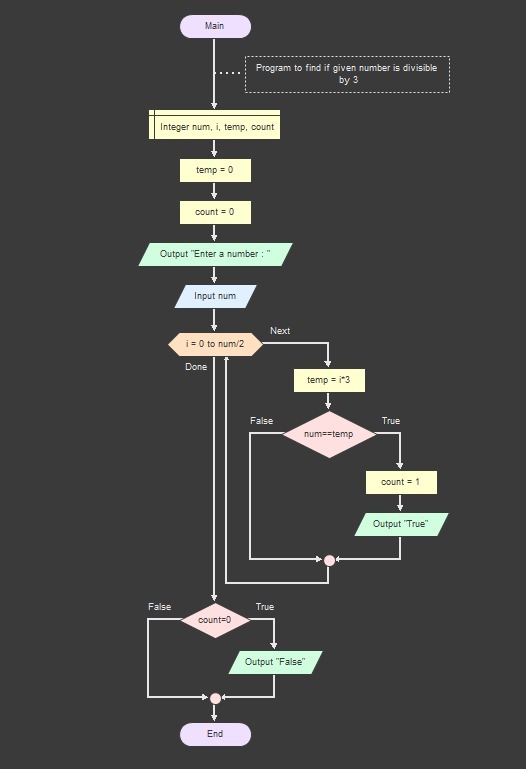 Main
Program to find if given number is divisible
by 3
Integer num, i, temp, count
temp = 0
count = 0
Output "Enter a number : "
Input num
i = 0 to num/2
Next
Done
temp = i*3
False
True
num==temp
count = 1
Output "True"
False
True
count=0
Output "False"
End